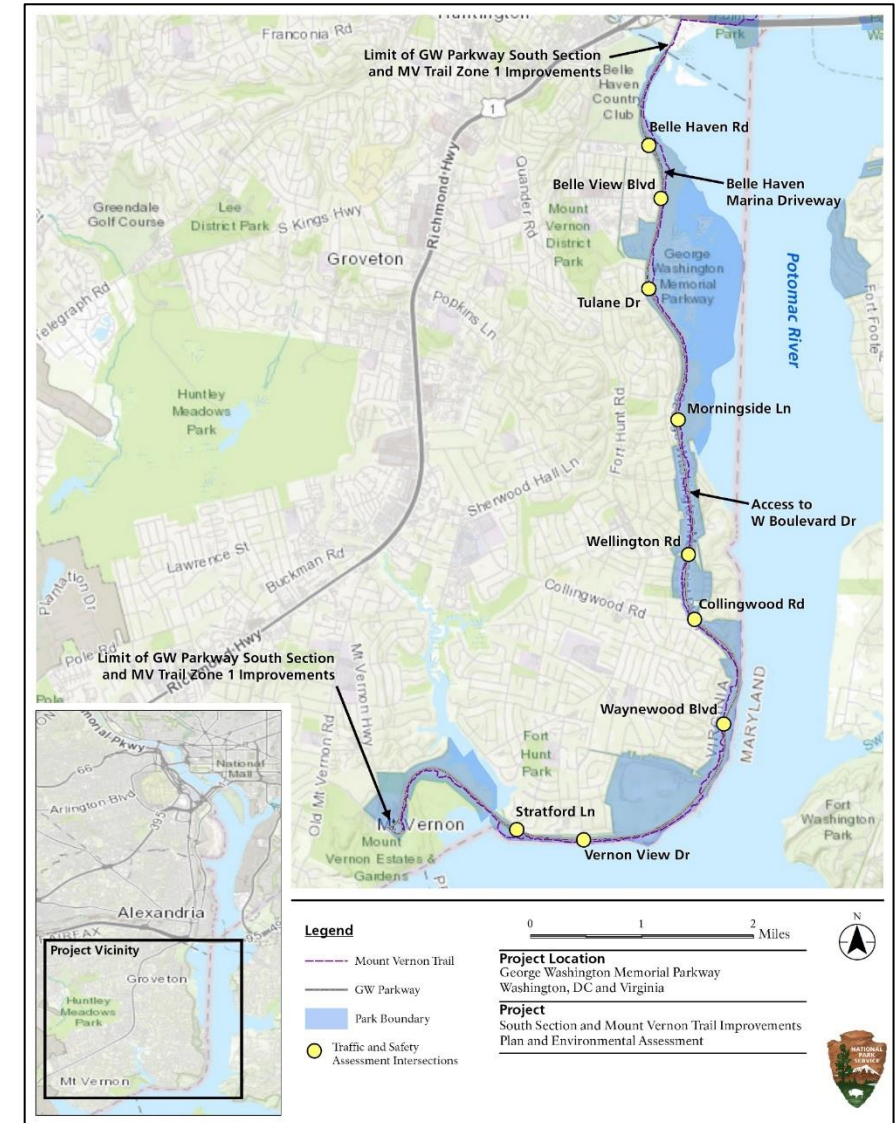 Huntington
Franconia Rd
Limit of GW Parkway South Section
and MV Trail Zone 1 Improvements
Belle
Haven
Country
Club
Park
1
Belle Haven Rd
Belle View Blvd
Belle Haven
Marina Driveway
Quander Rd
Richmond Hwy
Greendale
Golf Course
Lee
District Park
S Kings Hwy
Mount
Vernon
District
Park
Groveton
George
Washington
Memorial
Parkway
Potomac River
Tulane Dr
Fort Foote
Telegraph Rd
Popkins Ln
Huntley
Meadows
Park
Fort Hunt Rd
Morningside Ln
Sherwood Hall Ln
Access to
W Boulevard Dr
Lawrence St
Buckman Rd
Wellington Rd
Plantation Dr
Collingwood Rd
Collingwood Rd
Pole Rd
Richmond Hwy
Limit of GW Parkway South Section
and MV Trail Zone 1 Improvements
Mt Vernon Hwy
Old Mt Vernon Rd
Waynewood Blvd
VIRGINIA
MARYLAND
Fort
Hunt
Park
Fort
Washington
Park
Stratford Ln
Mt Vernon
Mount
Vernon Estates &
Gardens
Vernon View Dr
Memorial Pkwy
66
National
Mall
Arlington Blvd
395
Alexandria
FAIRFAX
95
Project Vicinity
Groveton
Huntley
Meadows
Park
Mt Vernon
Legend
Mount Vernon Trail
GW Parkway
Park Boundary
Traffic and Safety
Assessment Intersections
0 1 2
Miles
N
Project Location
George Washington Memorial Parkway
Washington, DC and Virginia
Project
South Section and Mount Vernon Trail Improvements
Plan and Environmental Assessment
NATIONAL
PARK
SERVICE